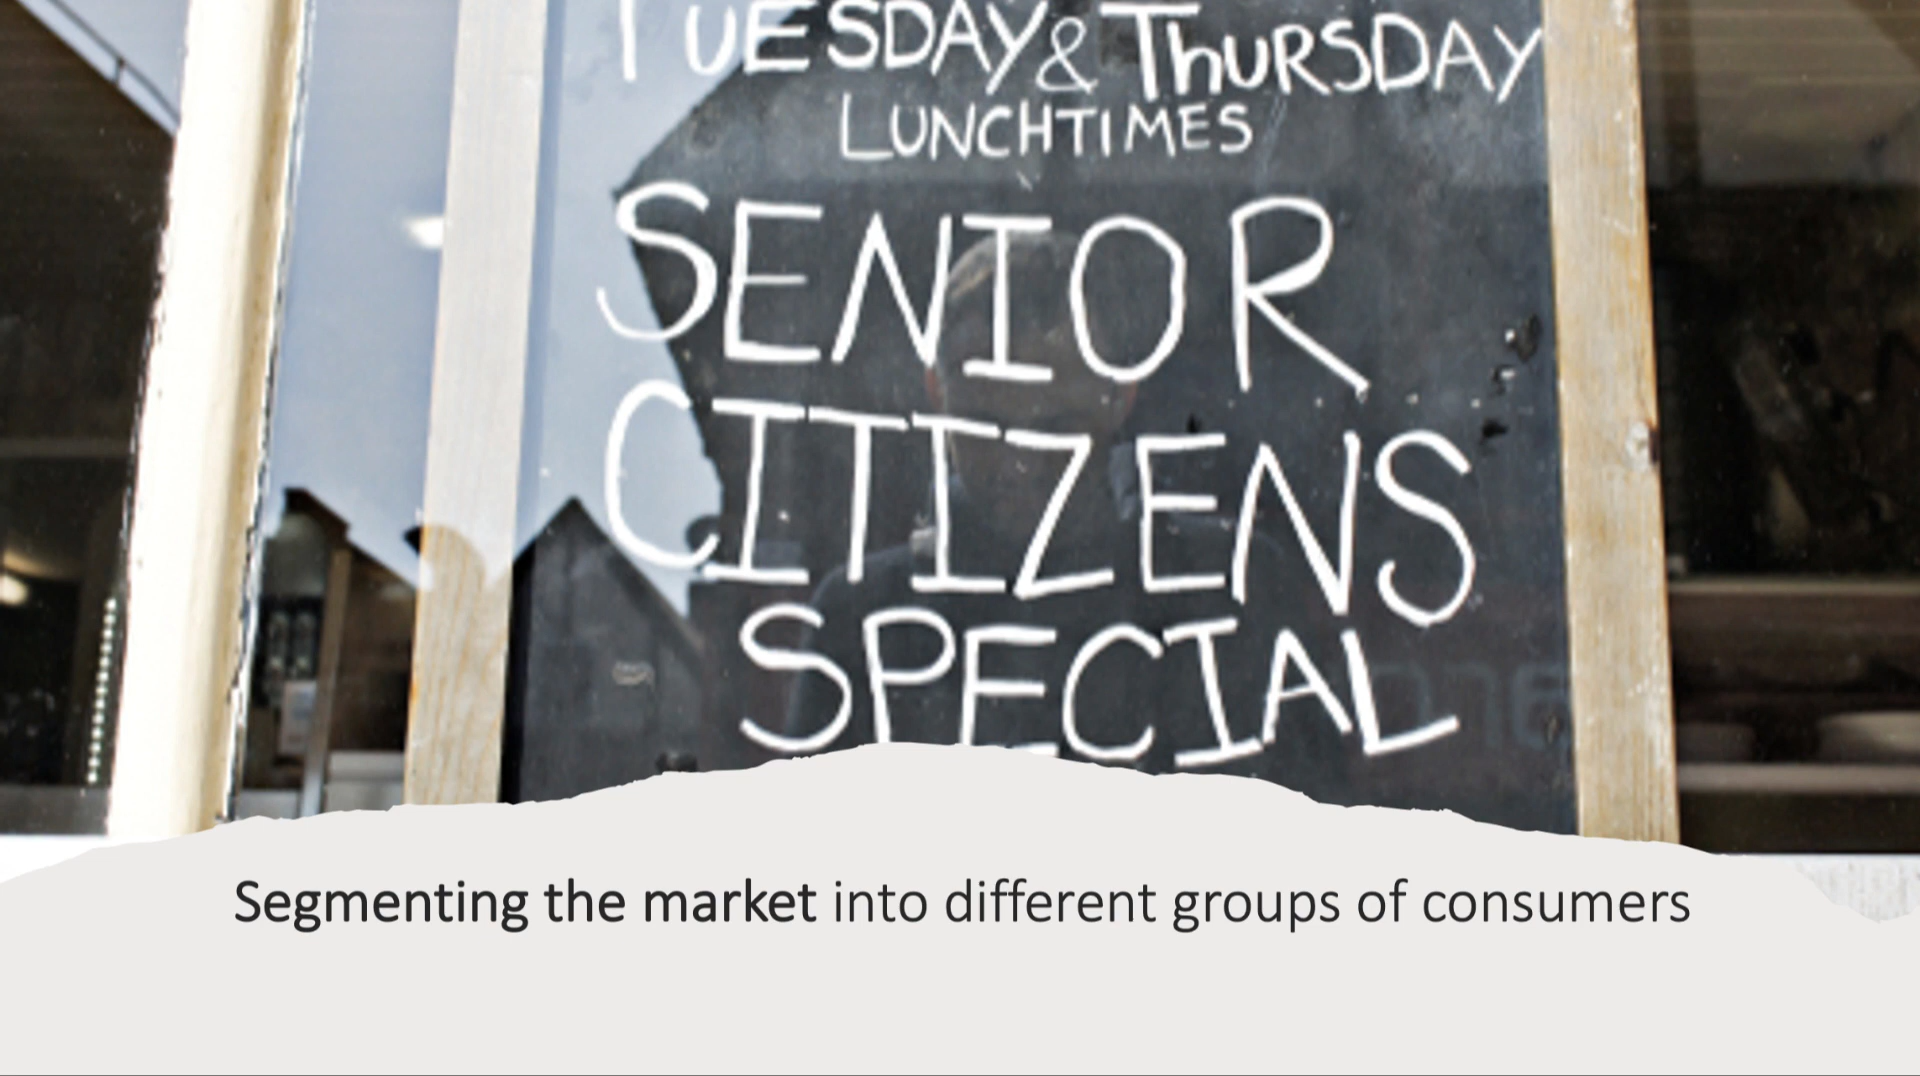 TUESDAY & ThURSDAY
LUNCHTIMES
SENIOR
CITIZENS
SPECIAL
Segmenting the market into different groups of consumers